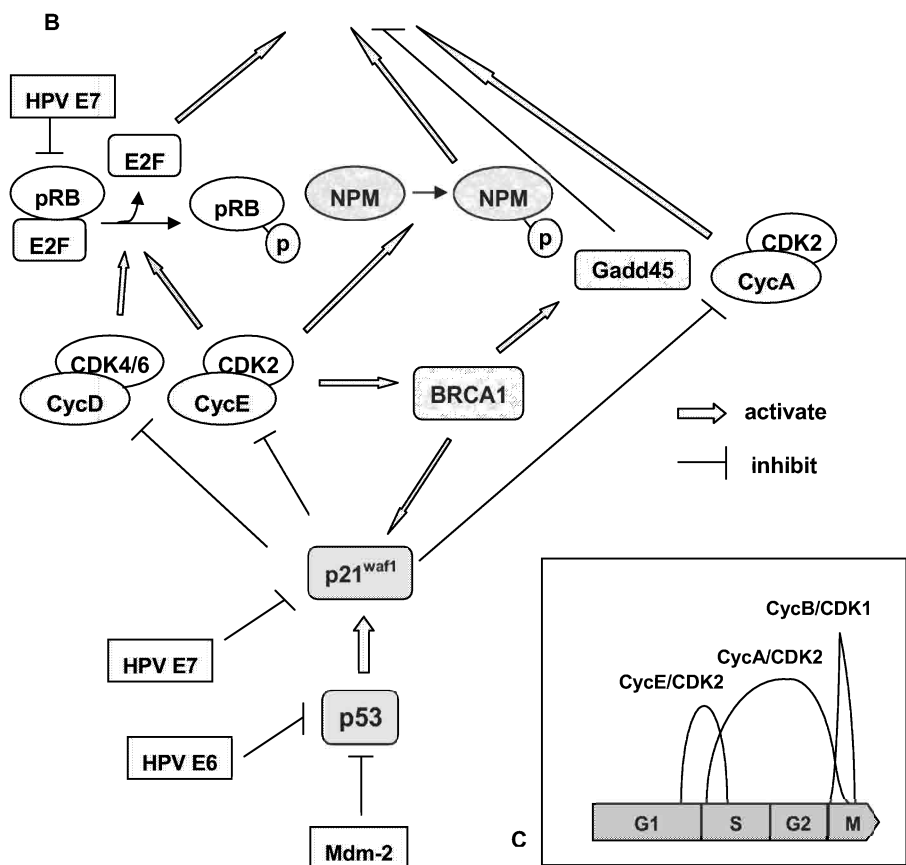 B
HPV E7
E2F
pRB
E2F
pRB
p
NPM
NPM
p
Gadd45
CDK2
CycA
CDK4/6
CycD
CDK2
CycE
BRCA1
activate
inhibit
p21waf1
HPV E7
p53
HPV E6
Mdm-2
CycB/CDK1
CycA/CDK2
CycE/CDK2
G1 S G2 M
C